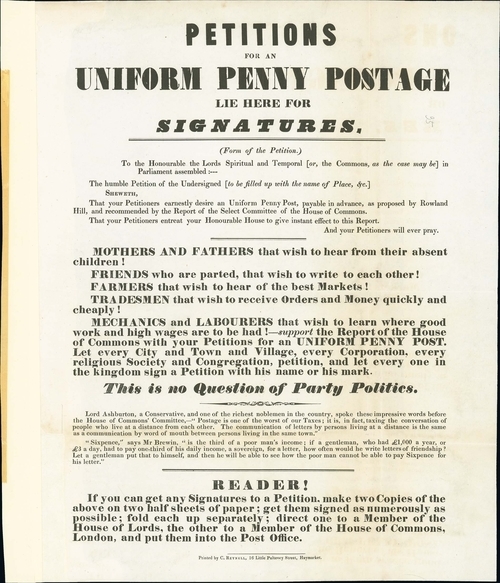 PETITIONS
FOR AN
UNIFORM PENNY POSTAGE
LIE HERE FOR
SIGNATURES.
(Form of the Petition.)
To the Honourable the Lords Spiritual and Temporal [or, the Commons, as the case may be] in
Parliament assembled :—
The humble Petition of the Undersigned [to be filled up with the name of Place, &c.]
SHEWETH,
That your Petitioners earnestly desire an Uniform Penny Post, payable in advance, as proposed by Rowland
Hill, and recommended by the Report of the Select Committee of the House of Commons.
That your Petitioners entreat your Honourable House to give instant effect to this Report.
And your Petitioners will ever pray.
MOTHERS AND FATHERS that wish to hear from their absent
children!
FRIENDS who are parted, that wish to write to each other!
FARMERS that wish to hear of the best Markets!
TRADESMEN that wish to receive Orders and Money quickly and
cheaply!
MECHANICS and LABOURERS that wish to learn where good
work and high wages are to be had!—support the Report of the House
of Commons with your Petitions for an UNIFORM PENNY POST.
Let every City and Town and Village, every Corporation, every
religious Society and Congregation, petition, and let every one in
the kingdom sign a Petition with his name or his mark.
This is no Question of Party Politics.
Lord Ashburton, a Conservative, and one of the richest noblemen in the country, spoke these impressive words before
the House of Commons' Committee,—" Postage is one of the worst of our Taxes; it is, in fact, taxing the conversation of
people who live at a distance from each other. The communication of letters by persons living at a distance is the same
as a communication by word of mouth between persons living in the same town."
" Sixpence," says Mr Brewin, " is the third of a poor man's income; if a gentleman, who had £1,000 a year, or
£3 a day, had to pay one-third of his daily income, a sovereign, for a letter, how often would he write letters of friendship?
Let a gentleman put that to himself, and then he will be able to see how the poor man cannot be able to pay Sixpence for
his letter."
READER!
If you can get any Signatures to a Petition, make two Copies of the
above on two half sheets of paper; get them signed as numerously as
possible; fold each up separately; direct one to a Member of the
House of Lords, the other to a Member of the House of Commons,
London, and put them into the Post Office.
Printed by C. REYNELL, 16 Little Pulteney Street, Haymarket.